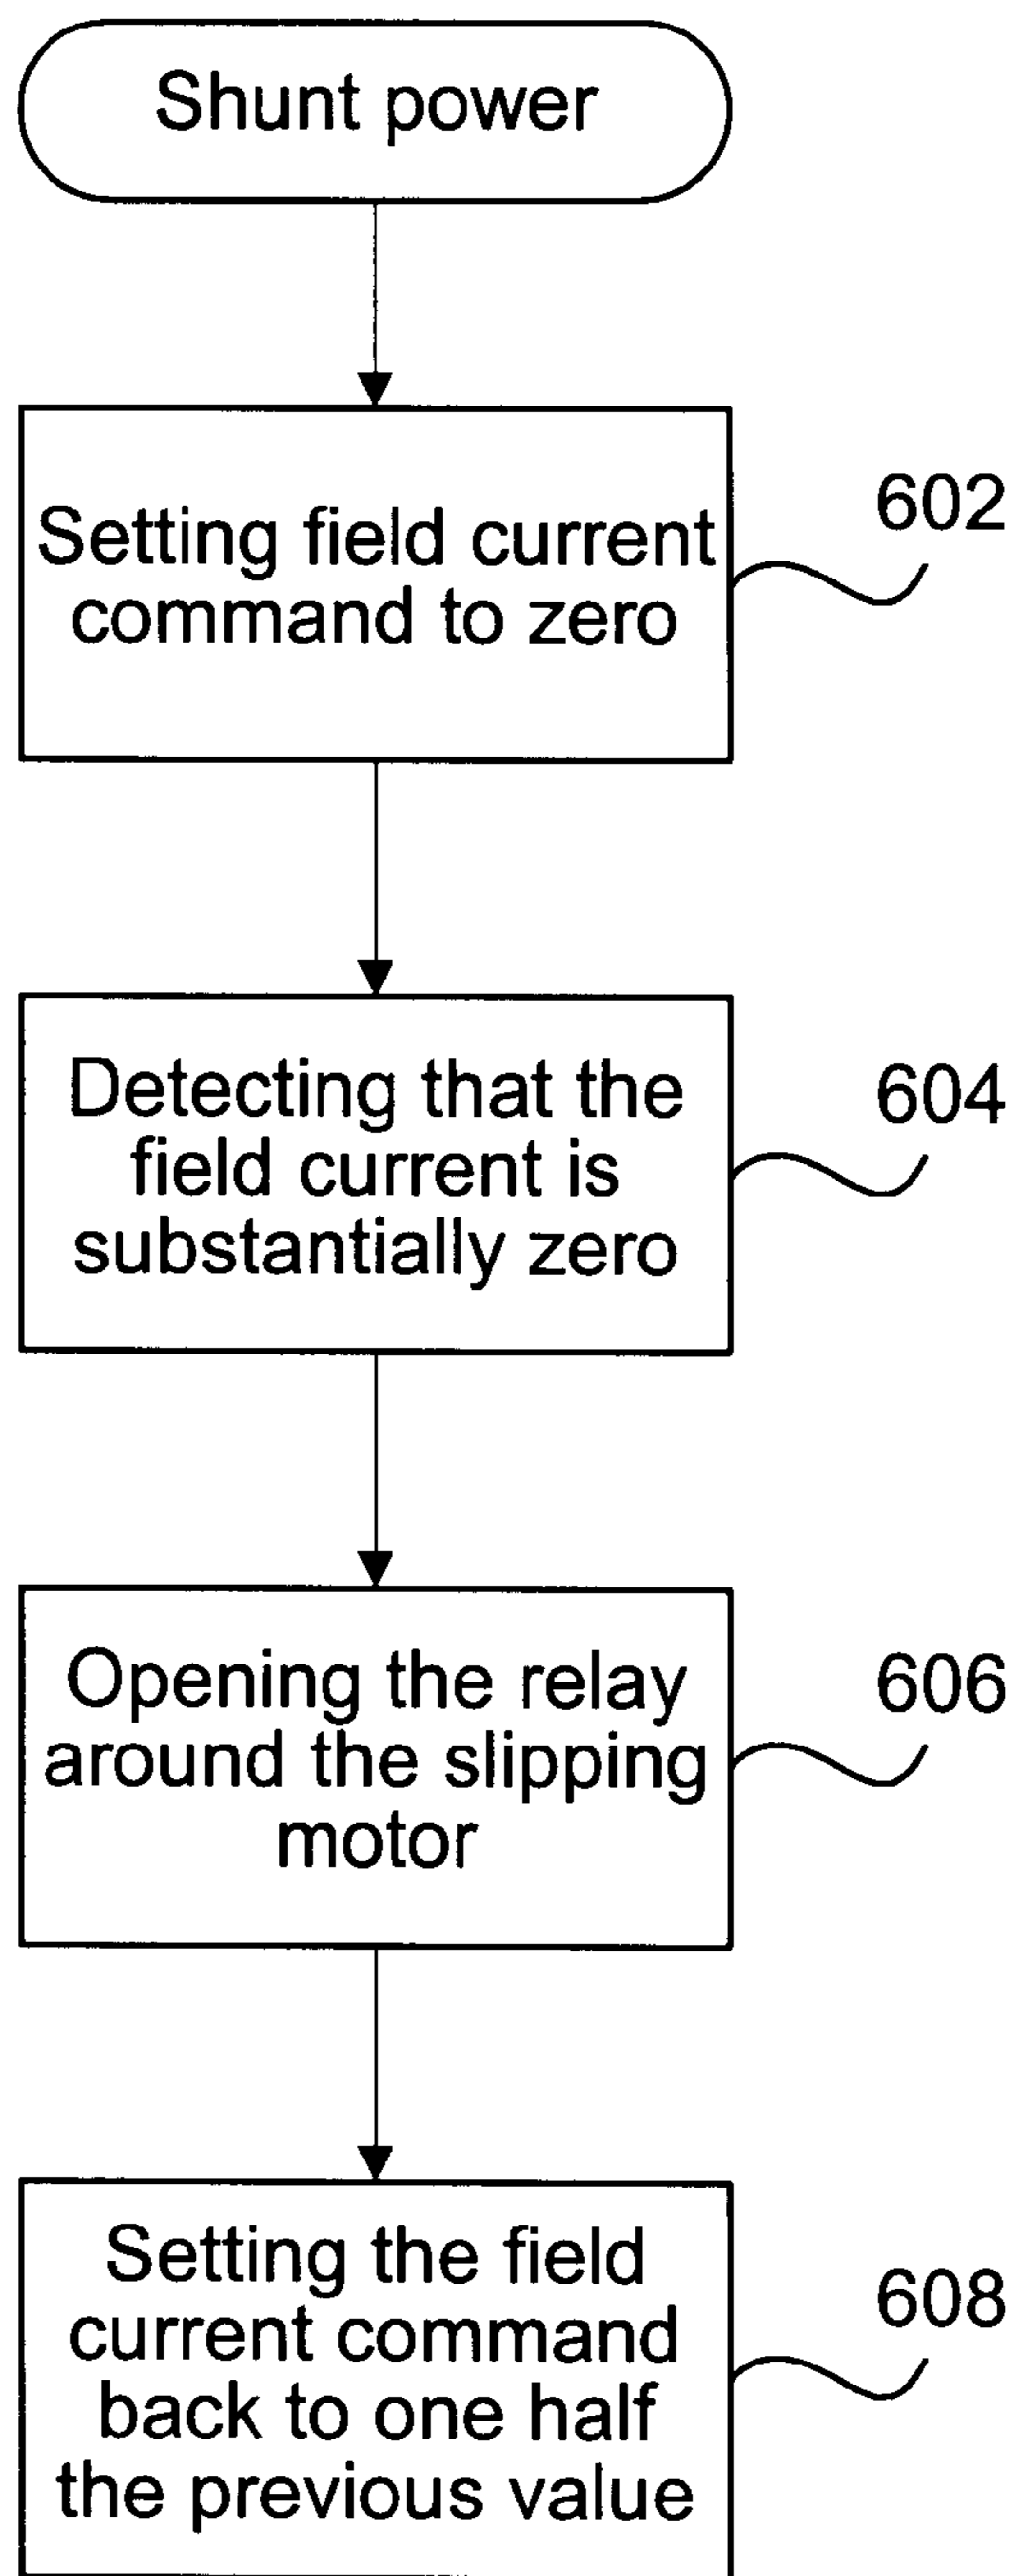 Shunt power
Setting field current
command to zero
602
Detecting that the
field current is
substantially zero
604
Opening the relay
around the slipping
motor
606
Setting the field
current command
back to one half
the previous value
608